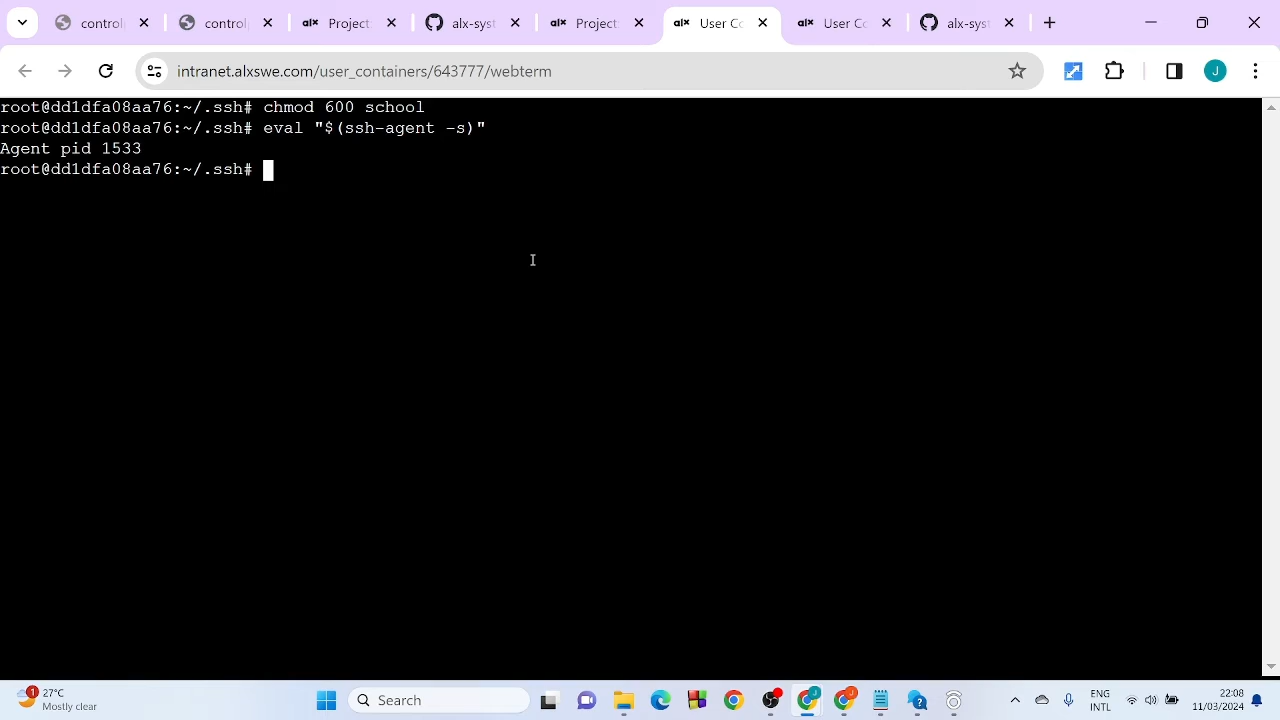 control
control
Project:
alx-syst
Project:
User Co
User Co
alx-syst
intranet.alxswe.com/user_containers/643777/webterm
J
root@dd1dfa08aa76:~/.ssh# chmod 600 school
root@dd1dfa08aa76:~/.ssh# eval "$(ssh-agent -s)"
Agent pid 1533
root@dd1dfa08aa76:~/.ssh#
1
27°C
Mostly clear
Search
ENG
INTL
22:08
11/03/2024